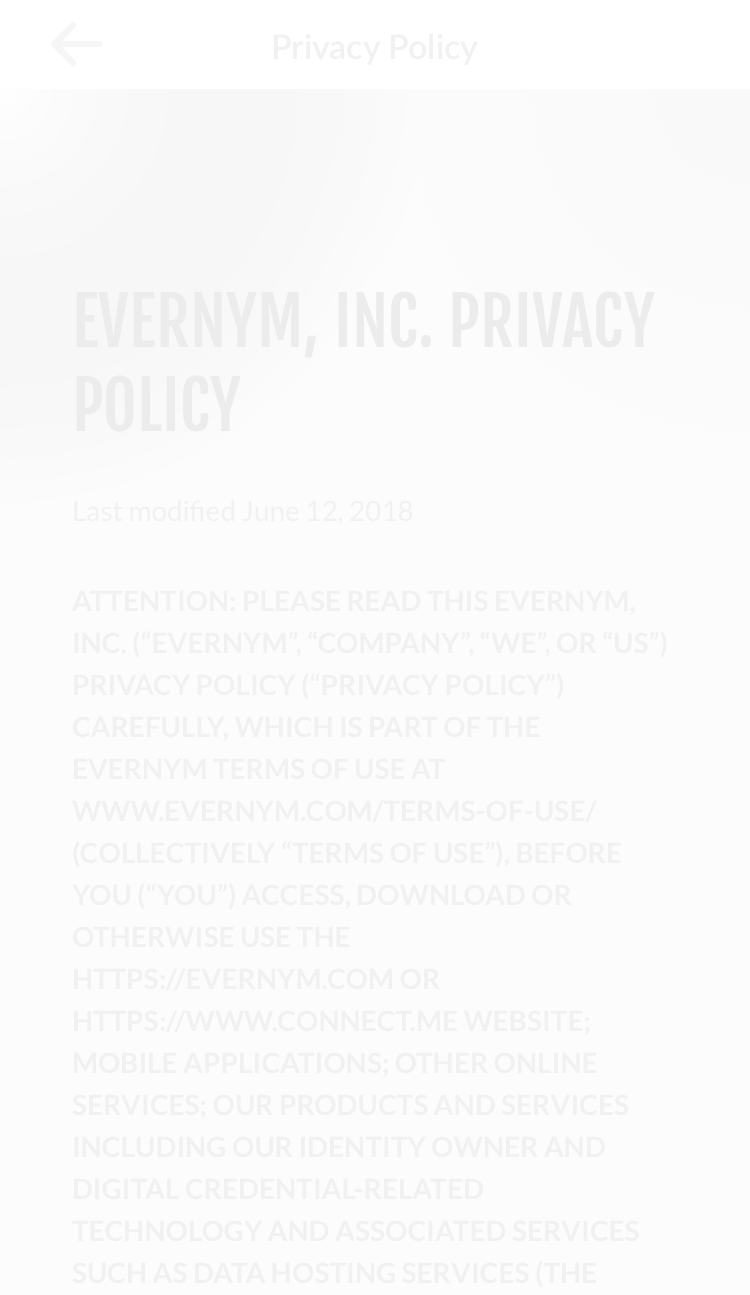 Privacy Policy
EVERNYM, INC. PRIVACY
POLICY
Last modified June 12, 2018
ATTENTION: PLEASE READ THIS EVERNYM,
INC. (“EVERNYM”, “COMPANY”, “WE”, OR “US”)
PRIVACY POLICY (“PRIVACY POLICY”)
CAREFULLY, WHICH IS PART OF THE
EVERNYM TERMS OF USE AT
WWW.EVERNYM.COM/TERMS-OF-USE/
(COLLECTIVELY “TERMS OF USE”), BEFORE
YOU (“YOU”) ACCESS, DOWNLOAD OR
OTHERWISE USE THE
HTTPS://EVERNYM.COM OR
HTTPS://WWW.CONNECT.ME WEBSITE;
MOBILE APPLICATIONS; OTHER ONLINE
SERVICES; OUR PRODUCTS AND SERVICES
INCLUDING OUR IDENTITY OWNER AND
DIGITAL CREDENTIAL-RELATED
TECHNOLOGY AND ASSOCIATED SERVICES
SUCH AS DATA HOSTING SERVICES (THE